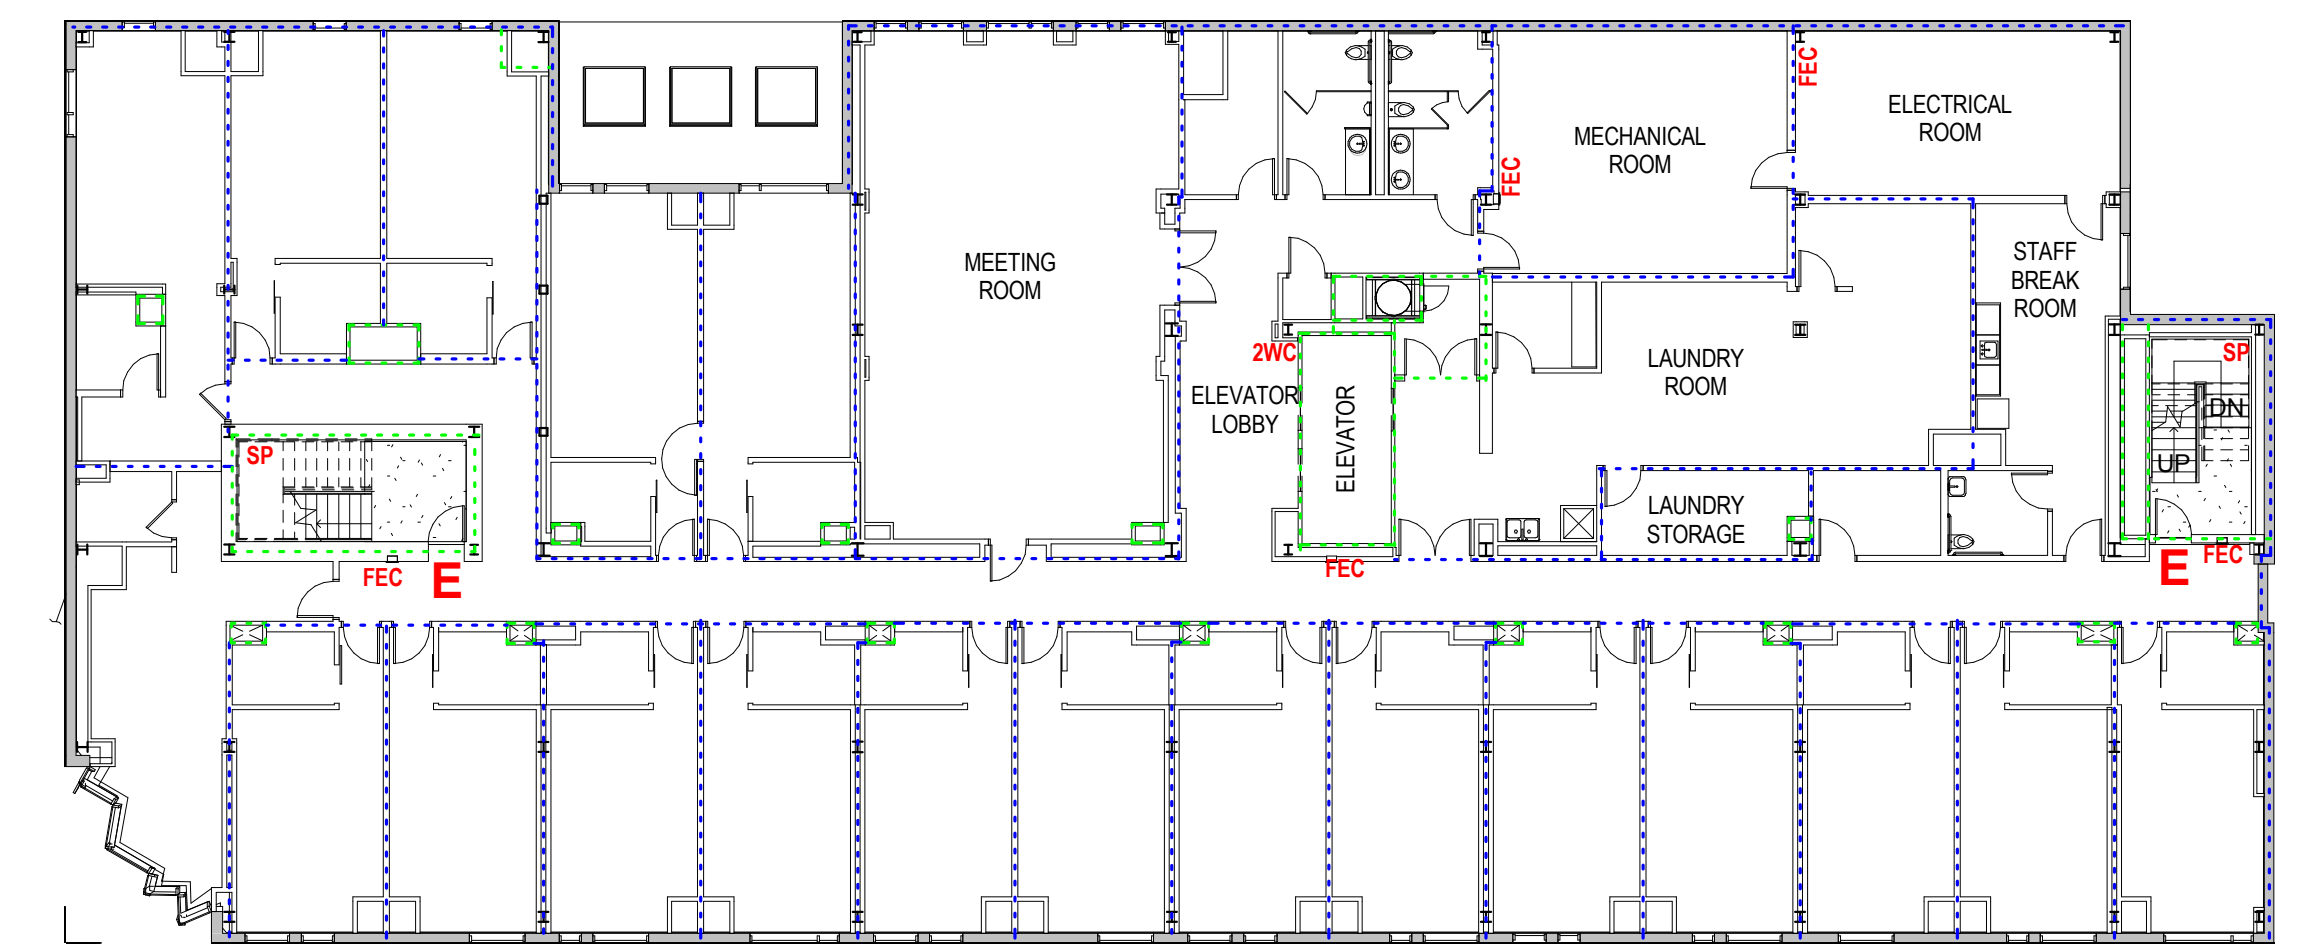 FEC
ELECTRICAL
ROOM
MECHANICAL
ROOM
FEC
MEETING
ROOM
STAFF
BREAK
ROOM
2WC
SP
LAUNDRY
ROOM
ELEVATOR
LOBBY
ELEVATOR
DN
SP
UP
LAUNDRY
STORAGE
FEC
E
FEC
E
FEC